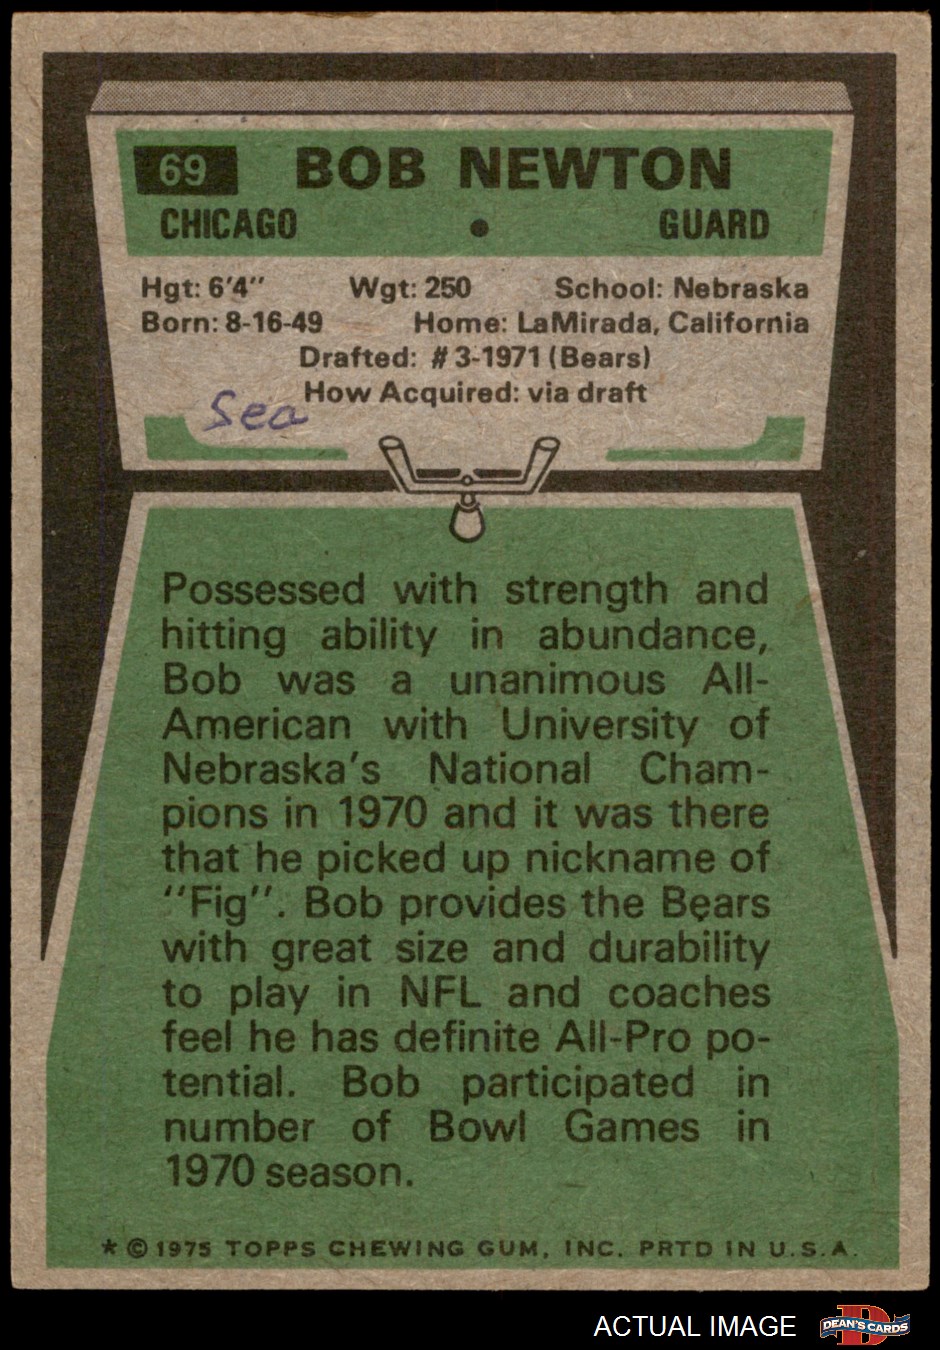 69 BOB NEWTON
CHICAGO • GUARD
Hgt: 6'4" Wgt: 250 School: Nebraska
Born: 8-16-49 Home: LaMirada, California
Drafted: #3-1971 (Bears)
How Acquired: via draft
Sea
Possessed with strength and
hitting ability in abundance,
Bob was a unanimous All-
American with University of
Nebraska's National Cham-
pions in 1970 and it was there
that he picked up nickname of
"Fig". Bob provides the Bears
with great size and durability
to play in NFL and coaches
feel he has definite All-Pro po-
tential. Bob participated in
number of Bowl Games in
1970 season.
* © 1975 TOPPS CHEWING GUM, INC. PRTD IN U.S.A.
ACTUAL IMAGE DEAN'S CARDS